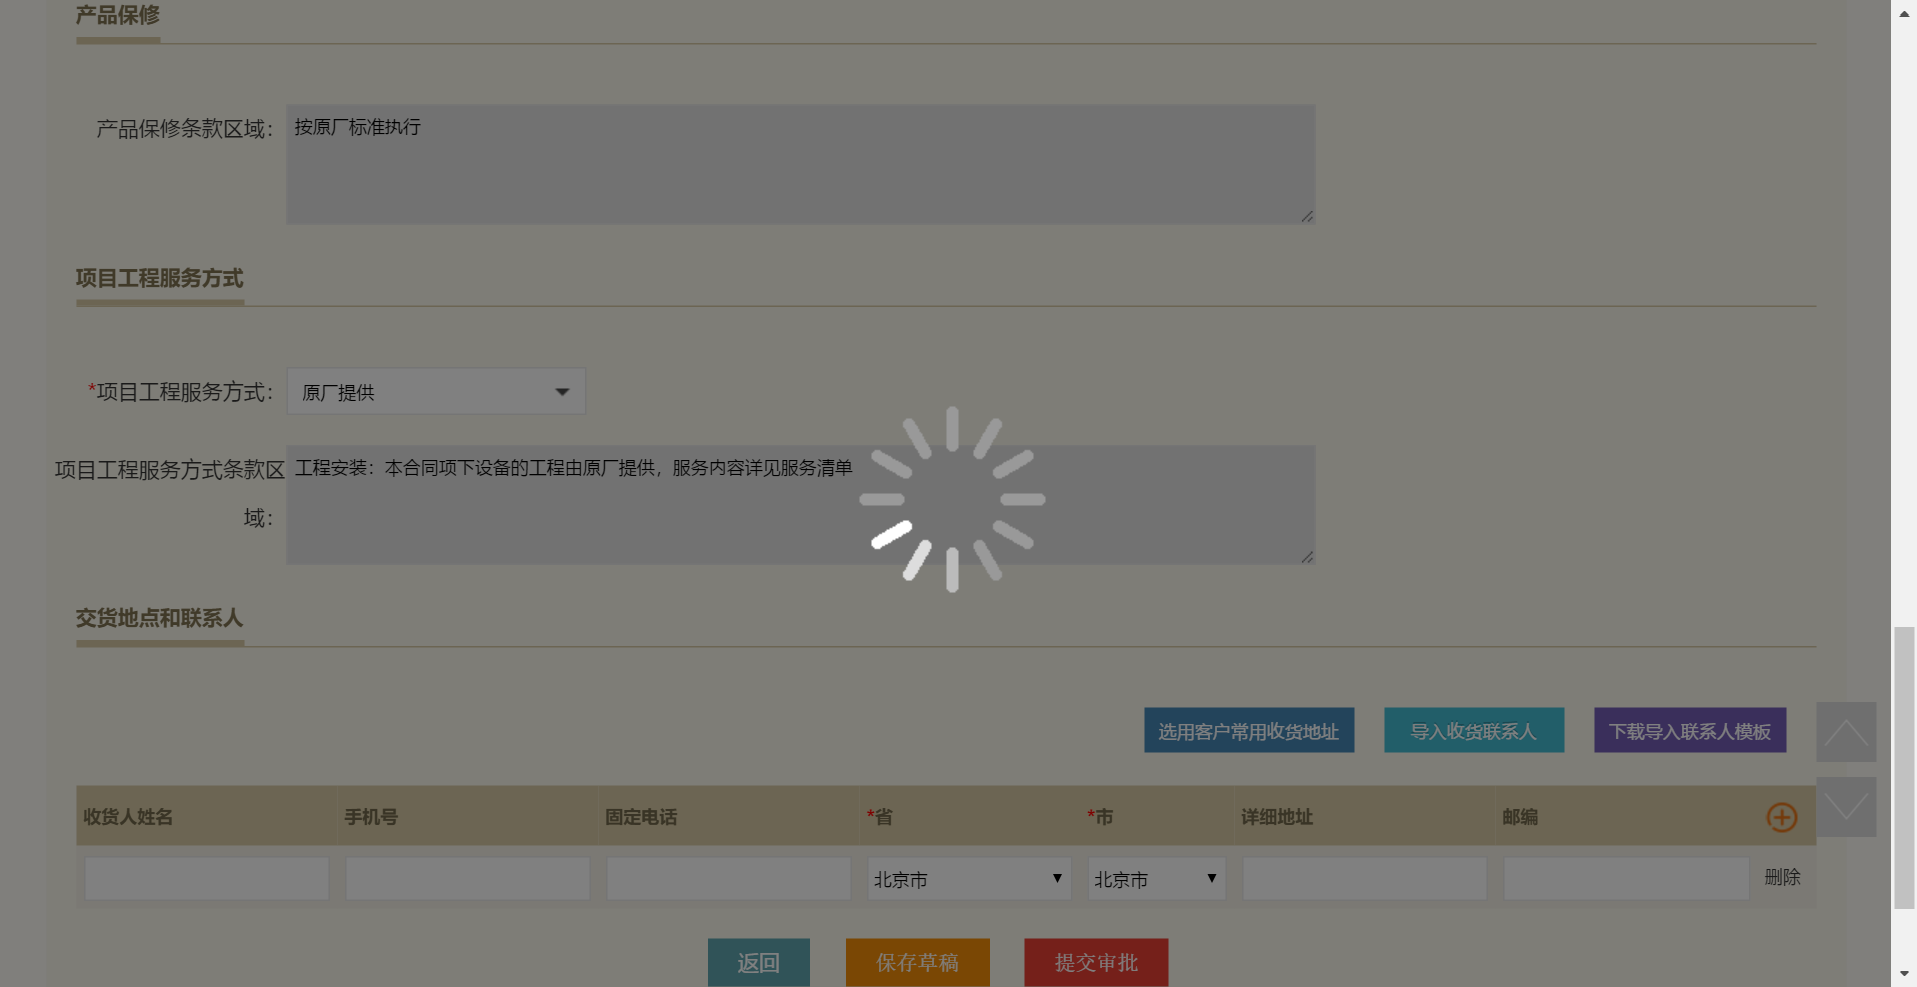 产品保修
产品保修条款区域：
按原厂标准执行
项目工程服务方式
*项目工程服务方式：
原厂提供
项目工程服务方式条款区域：
工程安装：本合同项下设备的工程由原厂提供，服务内容详见服务清单
交货地点和联系人
选用客户常用收货地址 导入收货联系人 下载导入联系人模板
收货人姓名 手机号 固定电话 *省 *市 详细地址 邮编
北京市 北京市 删除
返回 保存草稿 提交审批